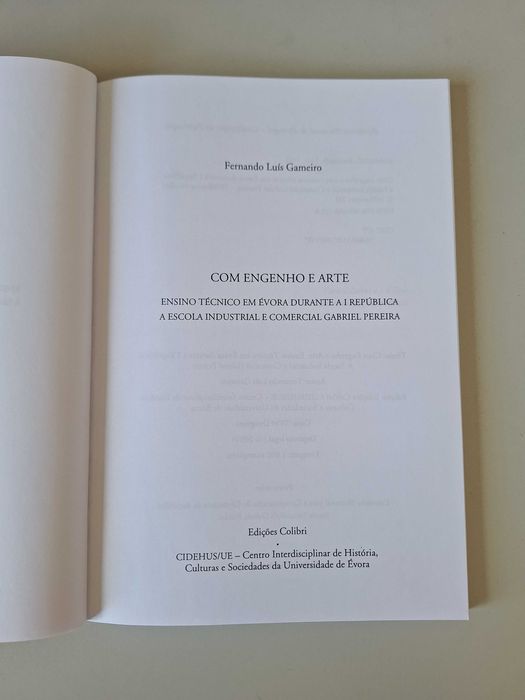 Fernando Luís Gameiro
COM ENGENHO E ARTE
ENSINO TÉCNICO EM ÉVORA DURANTE A I REPÚBLICA
A ESCOLA INDUSTRIAL E COMERCIAL GABRIEL PEREIRA
Edições Colibri
•
CIDEHUS/UE – Centro Interdisciplinar de História,
Culturas e Sociedades da Universidade de Évora